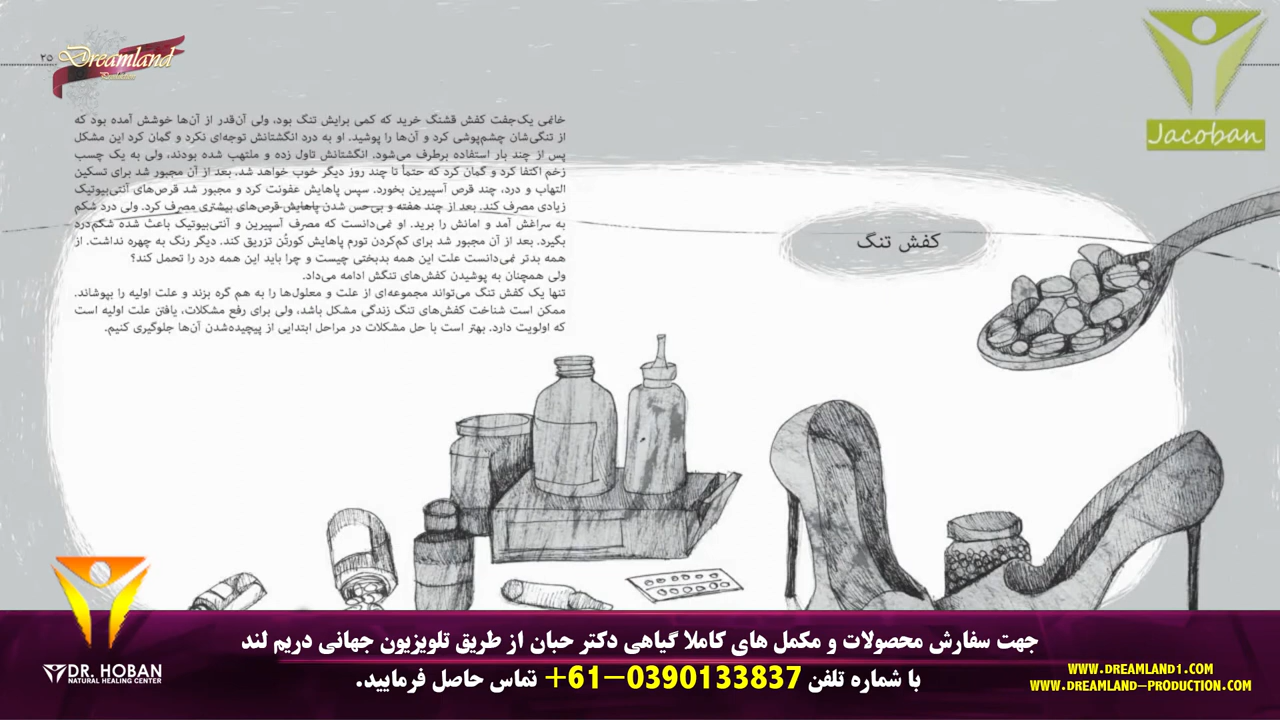 ۲۵
Dreamland
Production
Jacoban
کفش تنگ
خانمی یک‌جفت کفش قشنگ خرید که کمی برایش تنگ بود، ولی آن‌قدر از آن‌ها خوشش آمده بود که
از تنگی‌شان چشم‌پوشی کرد و آن‌ها را پوشید. او به درد انگشتانش توجه‌ای نکرد و گمان کرد این مشکل
پس از چند بار استفاده برطرف می‌شود. انگشتانش تاول زده و ملتهب شده بودند، ولی به یک چسب
زخم اکتفا کرد و گمان کرد که حتماً تا چند روز دیگر خوب خواهد شد. بعد از آن مجبور شد برای تسکین
التهاب و درد، چند قرص آسپیرین بخورد. سپس پاهایش عفونت کرد و مجبور شد قرص‌های آنتی‌بیوتیک
زیادی مصرف کند. بعد از چند هفته و بی‌حس شدن پاهایش قرص‌های بیشتری مصرف کرد. ولی درد شکم
به سراغش آمد و امانش را برید. او نمی‌دانست که مصرف آسپیرین و آنتی‌بیوتیک باعث شده شکم‌درد
بگیرد. بعد از آن مجبور شد برای کم‌کردن تورم پاهایش کورتُن تزریق کند. دیگر رنگ به چهره نداشت. از
همه بدتر نمی‌دانست علت این همه بدبختی چیست و چرا باید این همه درد را تحمل کند؟
ولی همچنان به پوشیدن کفش‌های تنگش ادامه می‌داد.
تنها یک کفش تنگ می‌تواند مجموعه‌ای از علت و معلول‌ها را به هم گره بزند و علت اولیه را بپوشاند.
ممکن است شناخت کفش‌های تنگ زندگی مشکل باشد، ولی برای رفع مشکلات، یافتن علت اولیه است
که اولویت دارد. بهتر است با حل مشکلات در مراحل ابتدایی از پیچیده‌شدن آن‌ها جلوگیری کنیم.
جهت سفارش محصولات و مکمل های کاملا گیاهی دکتر حبان از طریق تلویزیون جهانی دریم لند
با شماره تلفن 0390133837-61+ تماس حاصل فرمایید.
DR. HOBAN
NATURAL HEALING CENTER
WWW.DREAMLAND1.COM
WWW.DREAMLAND-PRODUCTION.COM